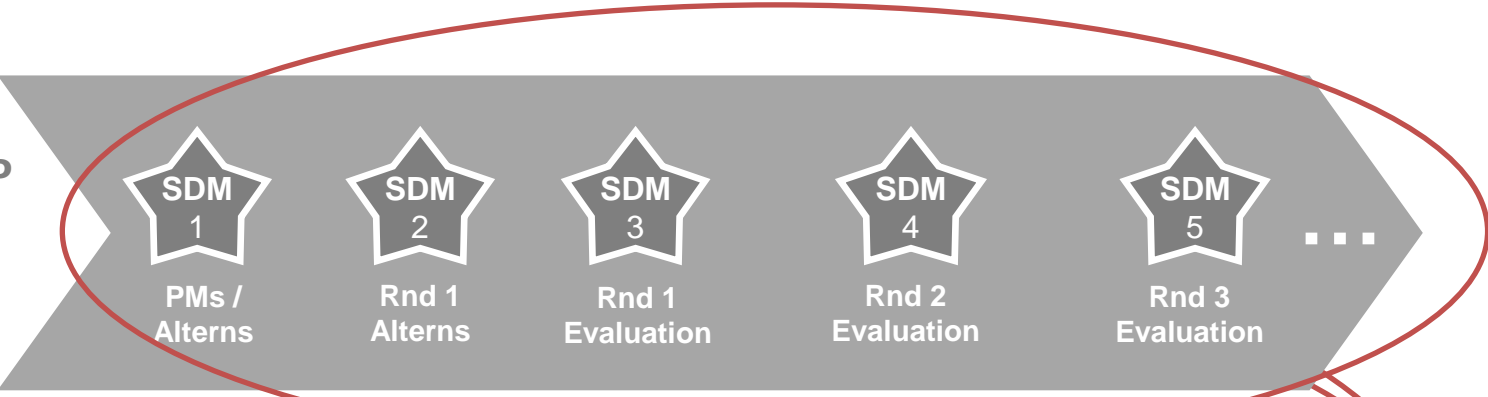 SDM
1
SDM
2
SDM
3
SDM
4
SDM
5
...
PMs /
Alterns
Rnd 1
Alterns
Rnd 1
Evaluation
Rnd 2
Evaluation
Rnd 3
Evaluation